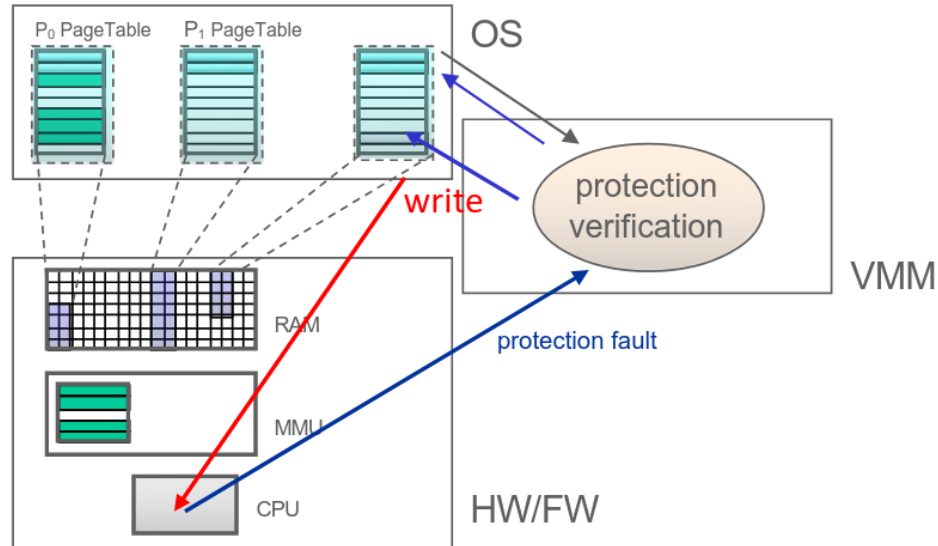 P₀ PageTable
P₁ PageTable
OS
protection
verification
write
VMM
RAM
protection fault
MMU
CPU
HW/FW